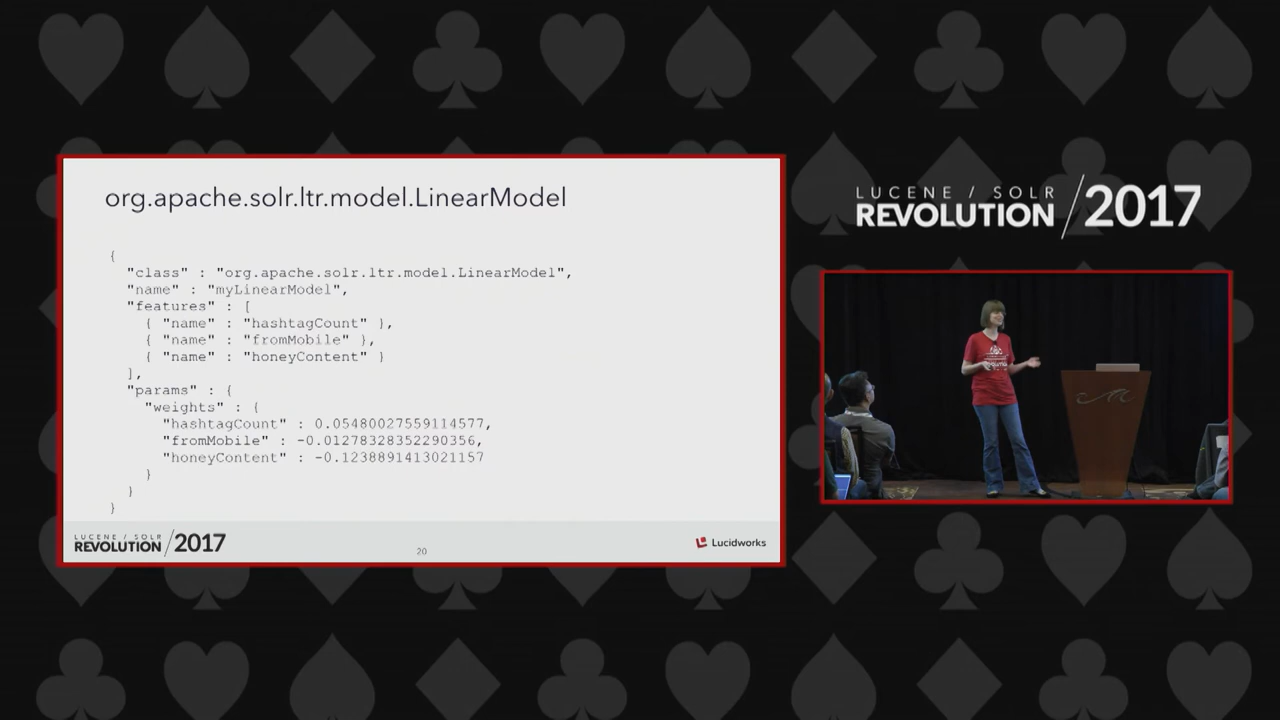 org.apache.solr.ltr.model.LinearModel
{
"class" : "org.apache.solr.ltr.model.LinearModel",
"name" : "myLinearModel",
"features" : [
{ "name" : "hashtagCount" },
{ "name" : "fromMobile" },
{ "name" : "honeyContent" }
],
"params" : {
"weights" : {
"hashtagCount" : 0.05480027559114577,
"fromMobile" : -0.01278328352290356,
"honeyContent" : -0.1238891413021157
}
}
}
LUCENE / SOLR
REVOLUTION / 2017
20
Lucidworks
LUCENE / SOLR
REVOLUTION / 2017